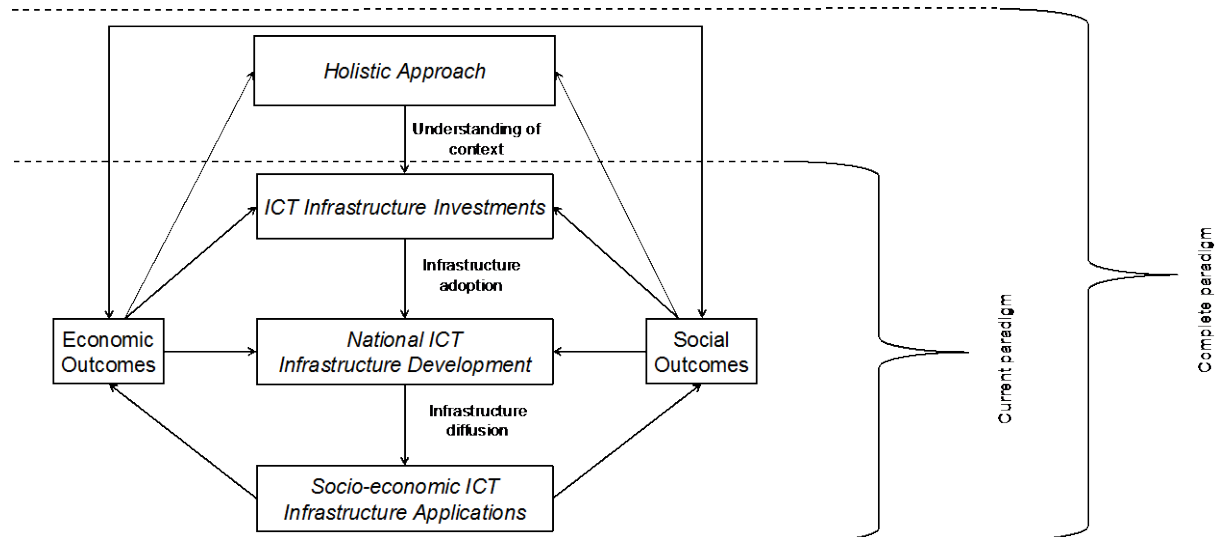 Holistic Approach
Understanding of
context
ICT Infrastructure Investments
Infrastructure
adoption
Economic
Outcomes
National ICT
Infrastructure Development
Social
Outcomes
Infrastructure
diffusion
Socio-economic ICT
Infrastructure Applications
Current paradigm
Complete paradigm